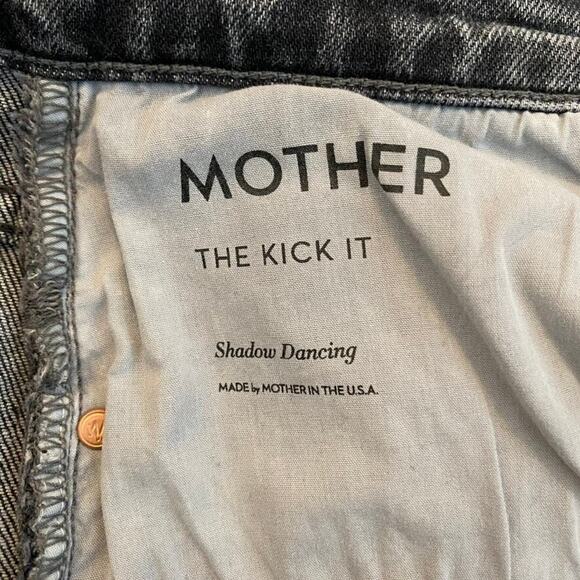 MOTHER
THE KICK IT
Shadow Dancing
MADE by MOTHER IN THE U.S.A.